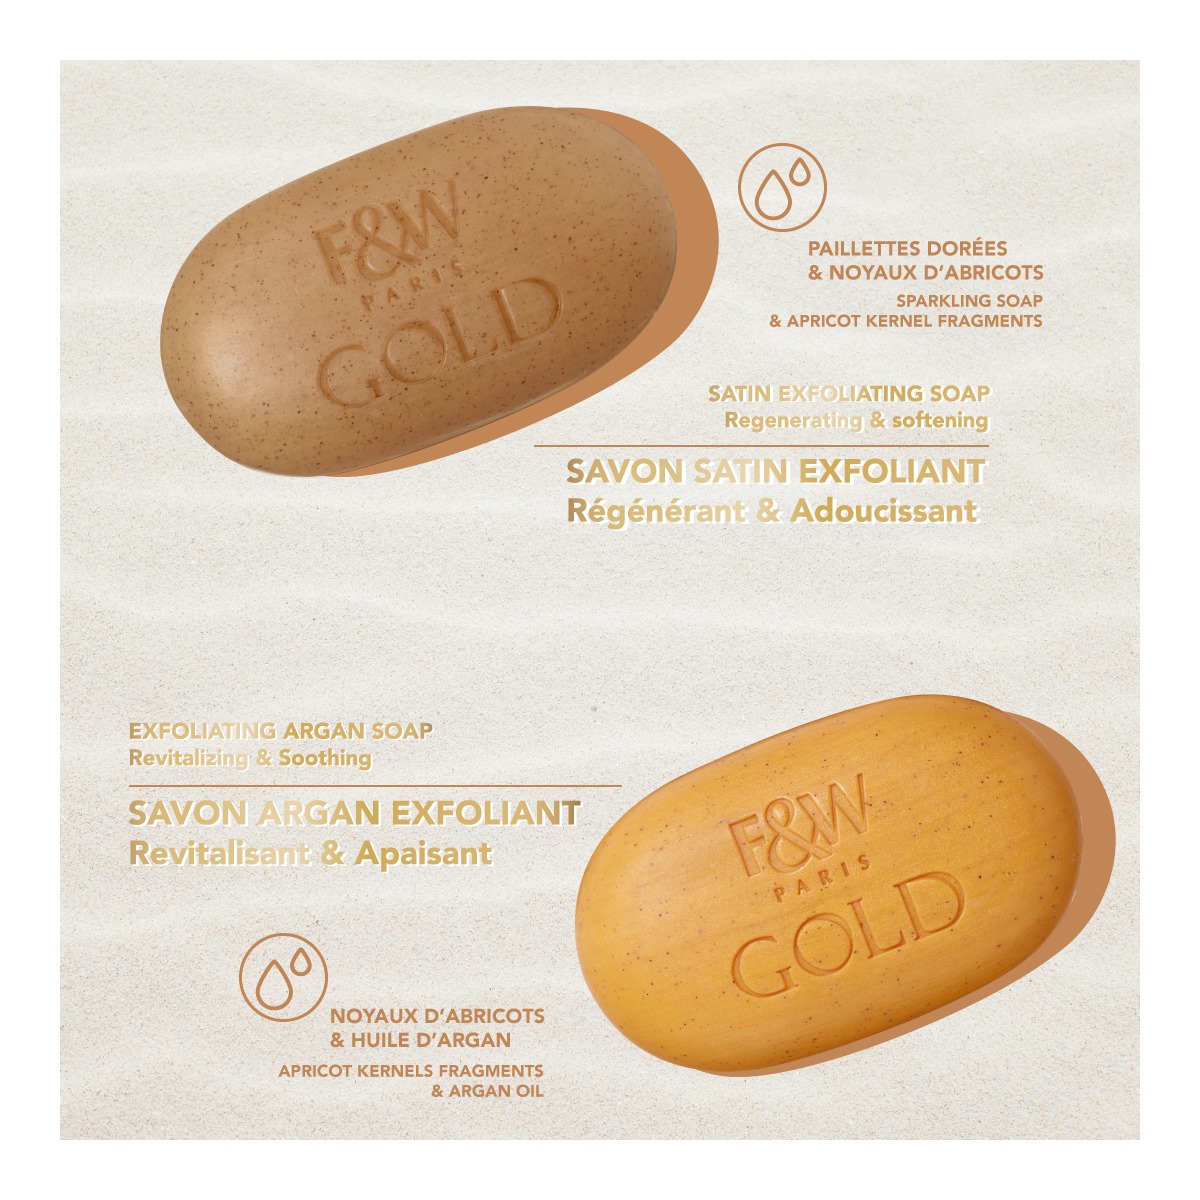 F&W
PARIS
GOLD
PAILLETTES DORÉES
& NOYAUX D’ABRICOTS
SPARKLING SOAP
& APRICOT KERNEL FRAGMENTS
SATIN EXFOLIATING SOAP
Regenerating & softening
SAVON SATIN EXFOLIANT
Régénérant & Adoucissant
EXFOLIATING ARGAN SOAP
Revitalizing & Soothing
SAVON ARGAN EXFOLIANT
Revitalisant & Apaisant
F&W
PARIS
GOLD
NOYAUX D’ABRICOTS
& HUILE D’ARGAN
APRICOT KERNELS FRAGMENTS
& ARGAN OIL